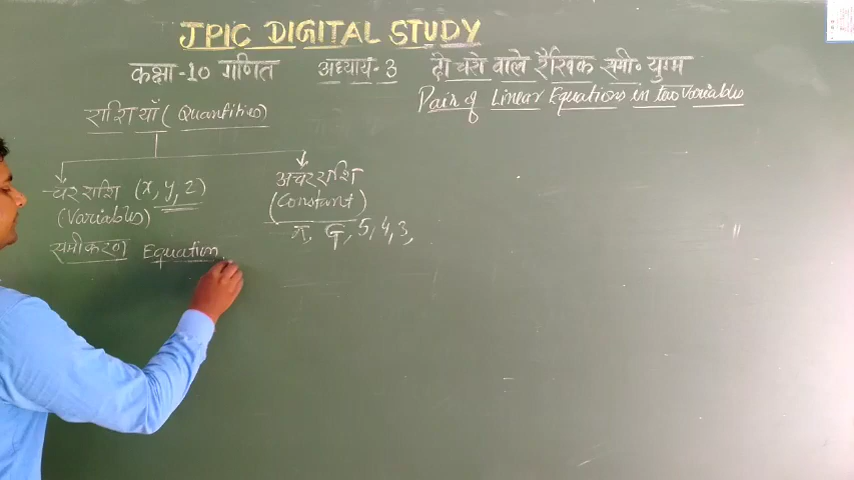 JPIC DIGITAL STUDY
कक्षा-10 गणित अध्याय-3 दो चरो वाले रैखिक समी० युग्म
Pair of Linear Equations in two Variables
राशियाँ (Quantities)
चर राशि (x, y, z)
(Variables)
अचर राशि
(Constant)
π, G, 5, 4, 3,
समीकरण Equation